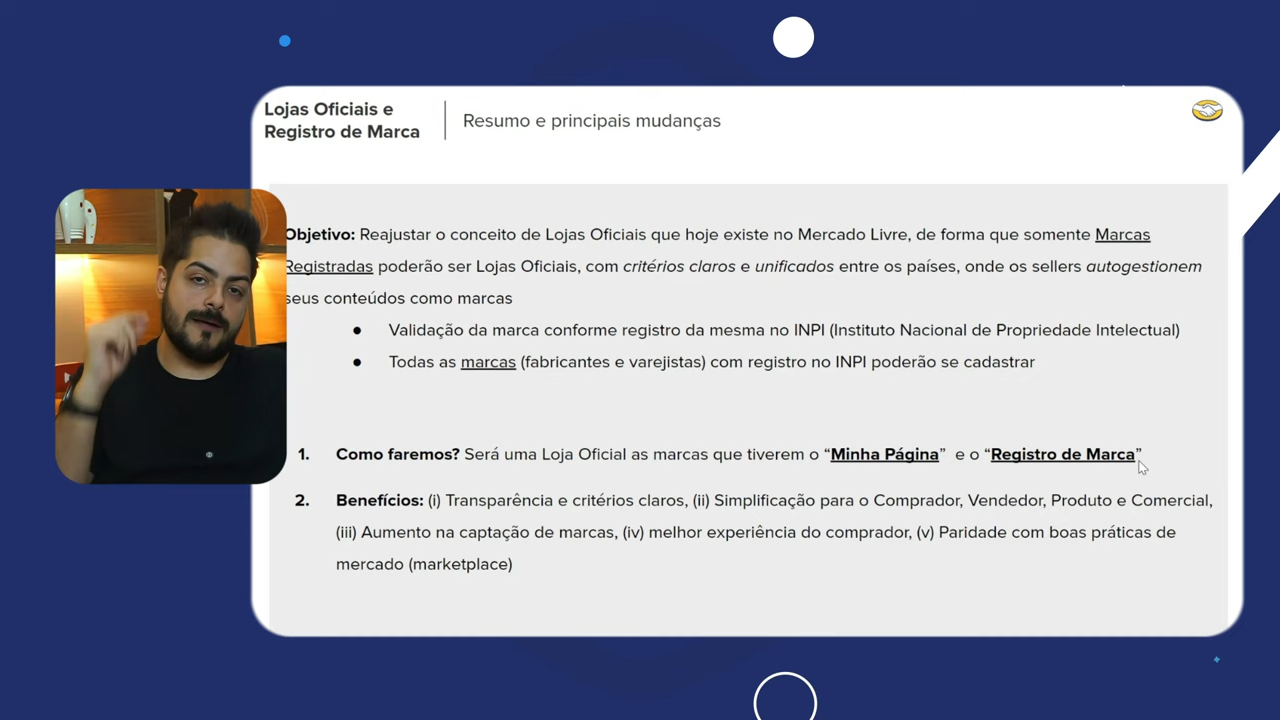 Lojas Oficiais e
Registro de Marca
Resumo e principais mudanças
Objetivo: Reajustar o conceito de Lojas Oficiais que hoje existe no Mercado Livre, de forma que somente Marcas
Registradas poderão ser Lojas Oficiais, com critérios claros e unificados entre os países, onde os sellers autogestionem
seus conteúdos como marcas
● Validação da marca conforme registro da mesma no INPI (Instituto Nacional de Propriedade Intelectual)
● Todas as marcas (fabricantes e varejistas) com registro no INPI poderão se cadastrar
1. Como faremos? Será uma Loja Oficial as marcas que tiverem o “Minha Página” e o “Registro de Marca”
2. Benefícios: (i) Transparência e critérios claros, (ii) Simplificação para o Comprador, Vendedor, Produto e Comercial,
(iii) Aumento na captação de marcas, (iv) melhor experiência do comprador, (v) Paridade com boas práticas de
mercado (marketplace)